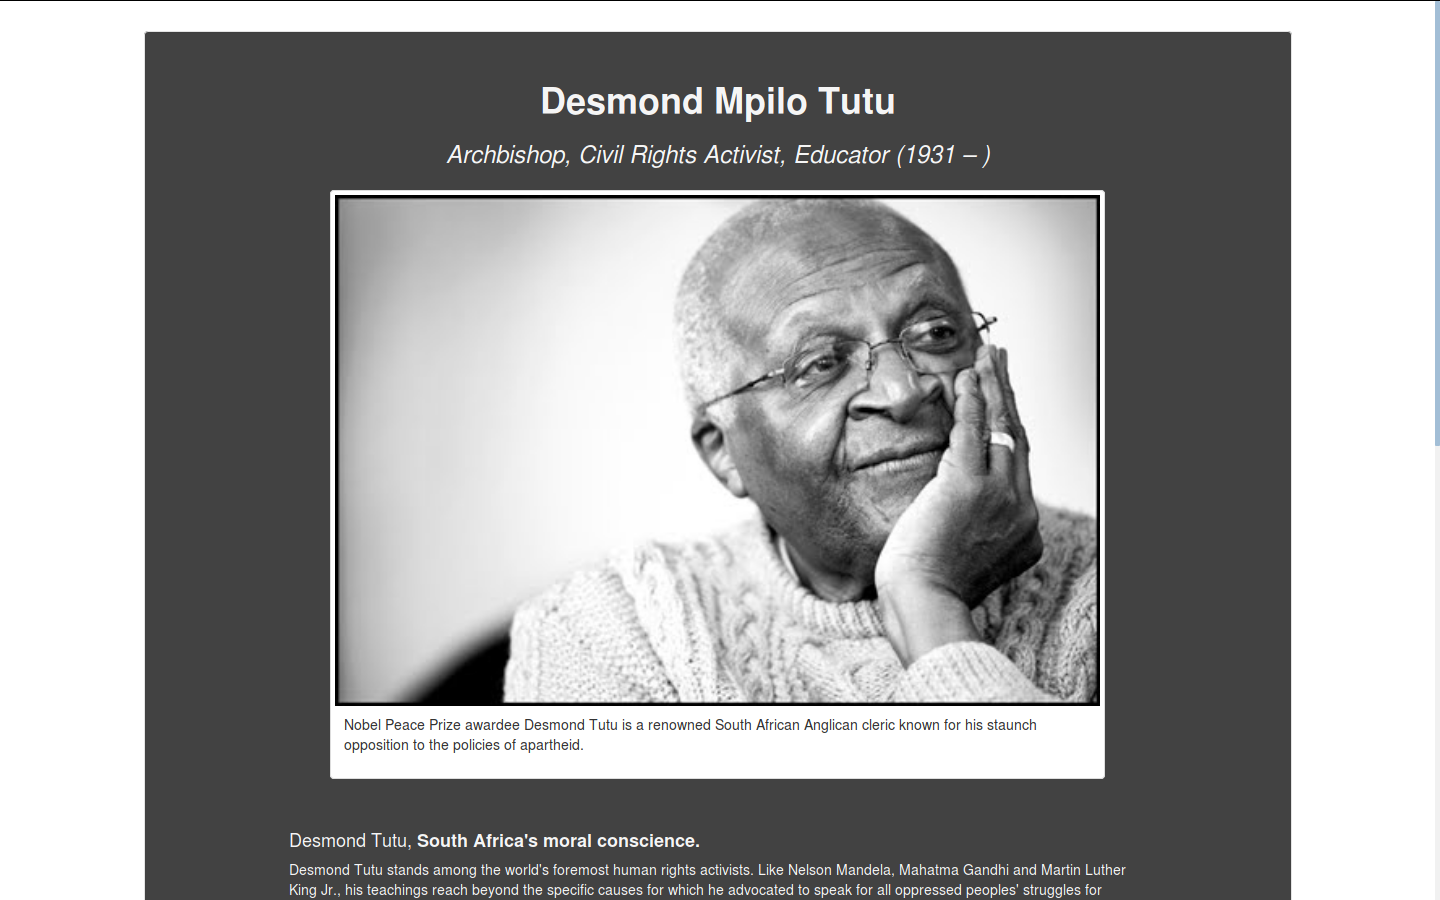 Desmond Mpilo Tutu
Archbishop, Civil Rights Activist, Educator (1931 – )
Nobel Peace Prize awardee Desmond Tutu is a renowned South African Anglican cleric known for his staunch
opposition to the policies of apartheid.
Desmond Tutu, South Africa's moral conscience.
Desmond Tutu stands among the world's foremost human rights activists. Like Nelson Mandela, Mahatma Gandhi and Martin Luther
King Jr., his teachings reach beyond the specific causes for which he advocated to speak for all oppressed peoples' struggles for